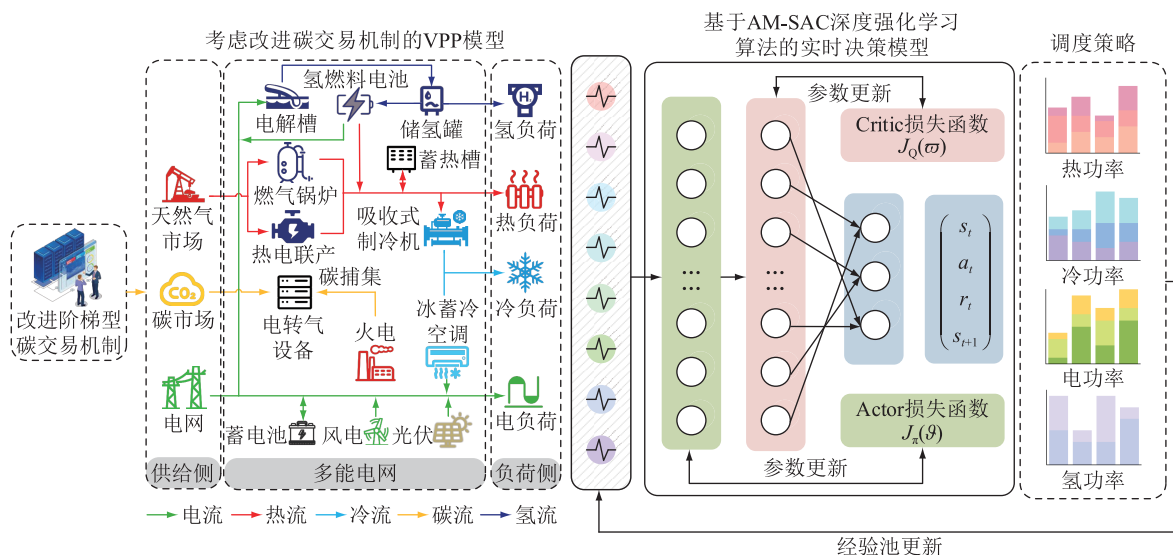 考虑改进碳交易机制的VPP模型
基于AM-SAC深度强化学习
算法的实时决策模型
调度策略
改进阶梯型
碳交易机制
天然气
市场
CO₂
碳市场
电网
供给侧
氢燃料电池
电解槽
储氢罐
蓄热槽
燃气锅炉
吸收式
制冷机
热电联产
碳捕集
电转气
设备
火电
冰蓄冷
空调
蓄电池
风电
光伏
多能电网
H₂
氢负荷
热负荷
冷负荷
电负荷
负荷侧
电流
热流
冷流
碳流
氢流
参数更新
Critic损失函数
J_Q(ϖ)
...
...
s_t
a_t
r_t
s_{t+1}
Actor损失函数
J_π(ϑ)
参数更新
热功率
冷功率
电功率
氢功率
经验池更新